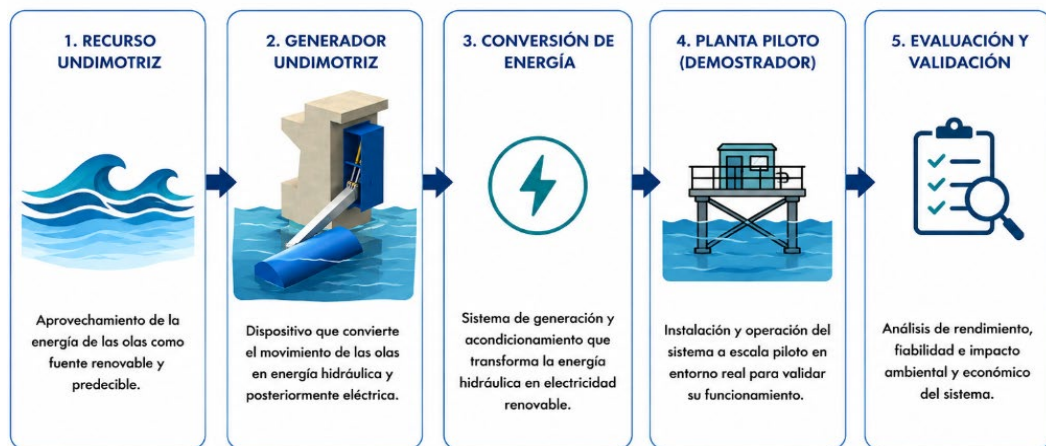 1. RECURSO
UNDIMOTRIZ
Aprovechamiento de la
energía de las olas como
fuente renovable y
predecible.
2. GENERADOR
UNDIMOTRIZ
Dispositivo que convierte
el movimiento de las olas
en energía hidráulica y
posteriormente eléctrica.
3. CONVERSIÓN DE
ENERGÍA
Sistema de generación y
acondicionamiento que
transforma la energía
hidráulica en electricidad
renovable.
4. PLANTA PILOTO
(DEMOSTRADOR)
Instalación y operación del
sistema a escala piloto en
entorno real para validar
su funcionamiento.
5. EVALUACIÓN Y
VALIDACIÓN
Análisis de rendimiento,
fiabilidad e impacto
ambiental y económico
del sistema.